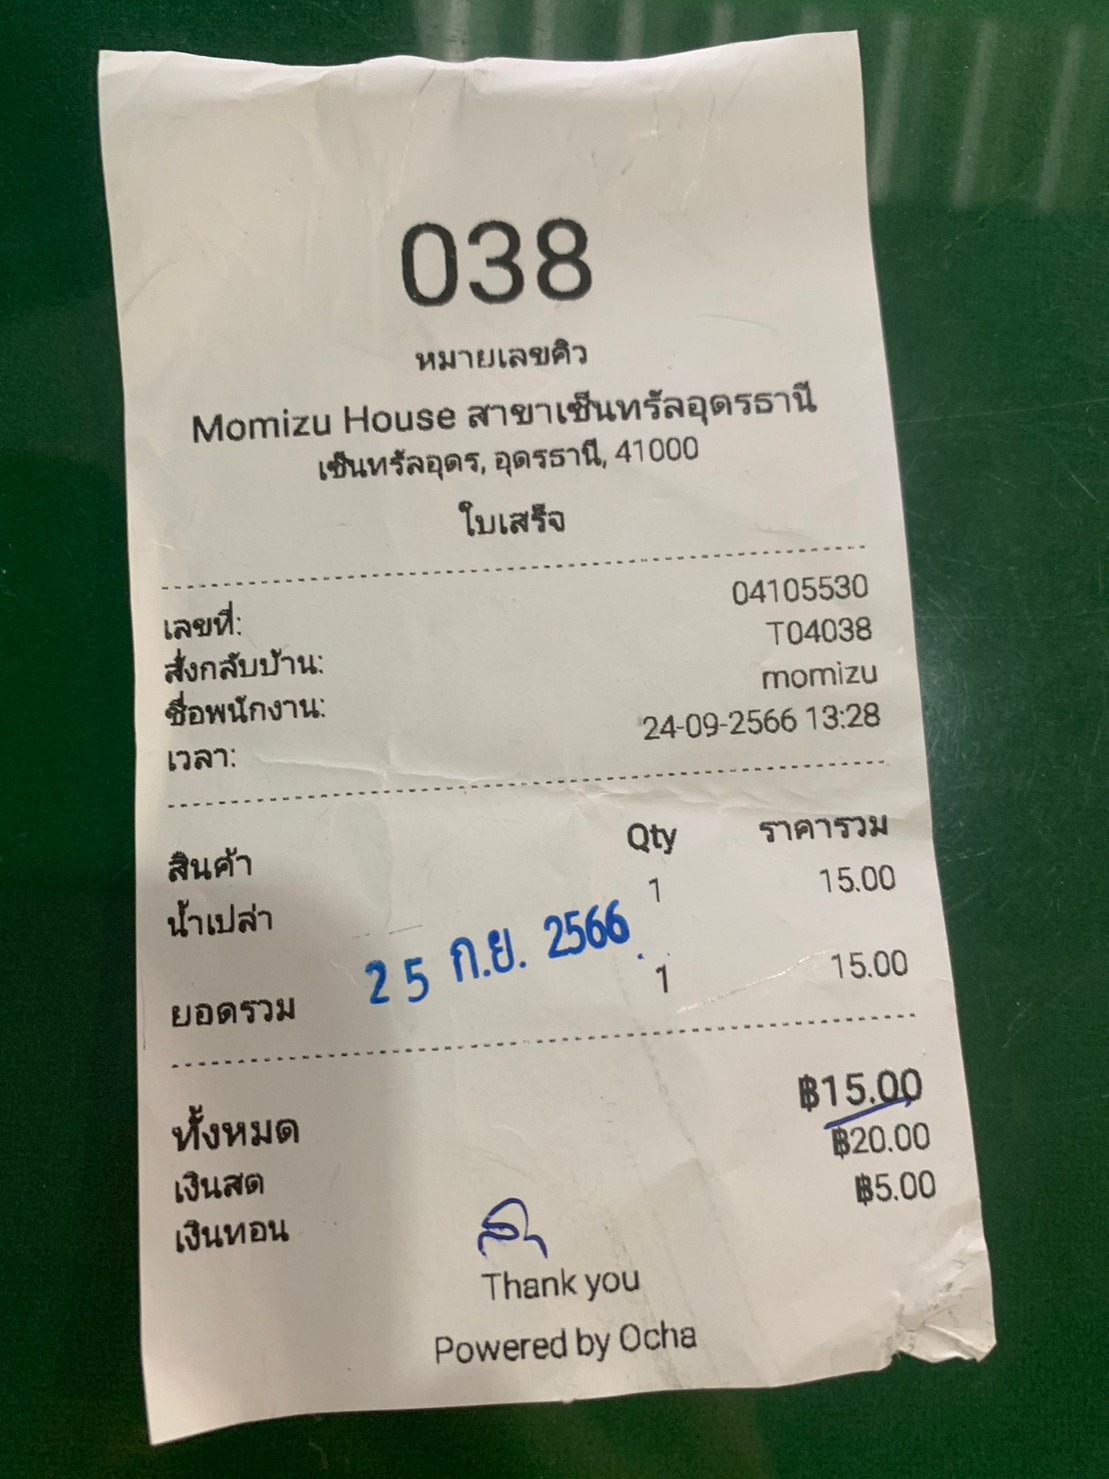 038
หมายเลขคิว
Momizu House สาขาเซ็นทรัลอุดรธานี
เซ็นทรัลอุดร, อุดรธานี, 41000
ใบเสร็จ
เลขที่: 04105530
สั่งกลับบ้าน: T04038
ชื่อพนักงาน: momizu
เวลา: 24-09-2566 13:28
สินค้า Qty ราคารวม
น้ำเปล่า 1 15.00
25 ก.ย. 2566
ยอดรวม 1 15.00
ทั้งหมด ฿15.00
เงินสด ฿20.00
เงินทอน ฿5.00
Thank you
Powered by Ocha